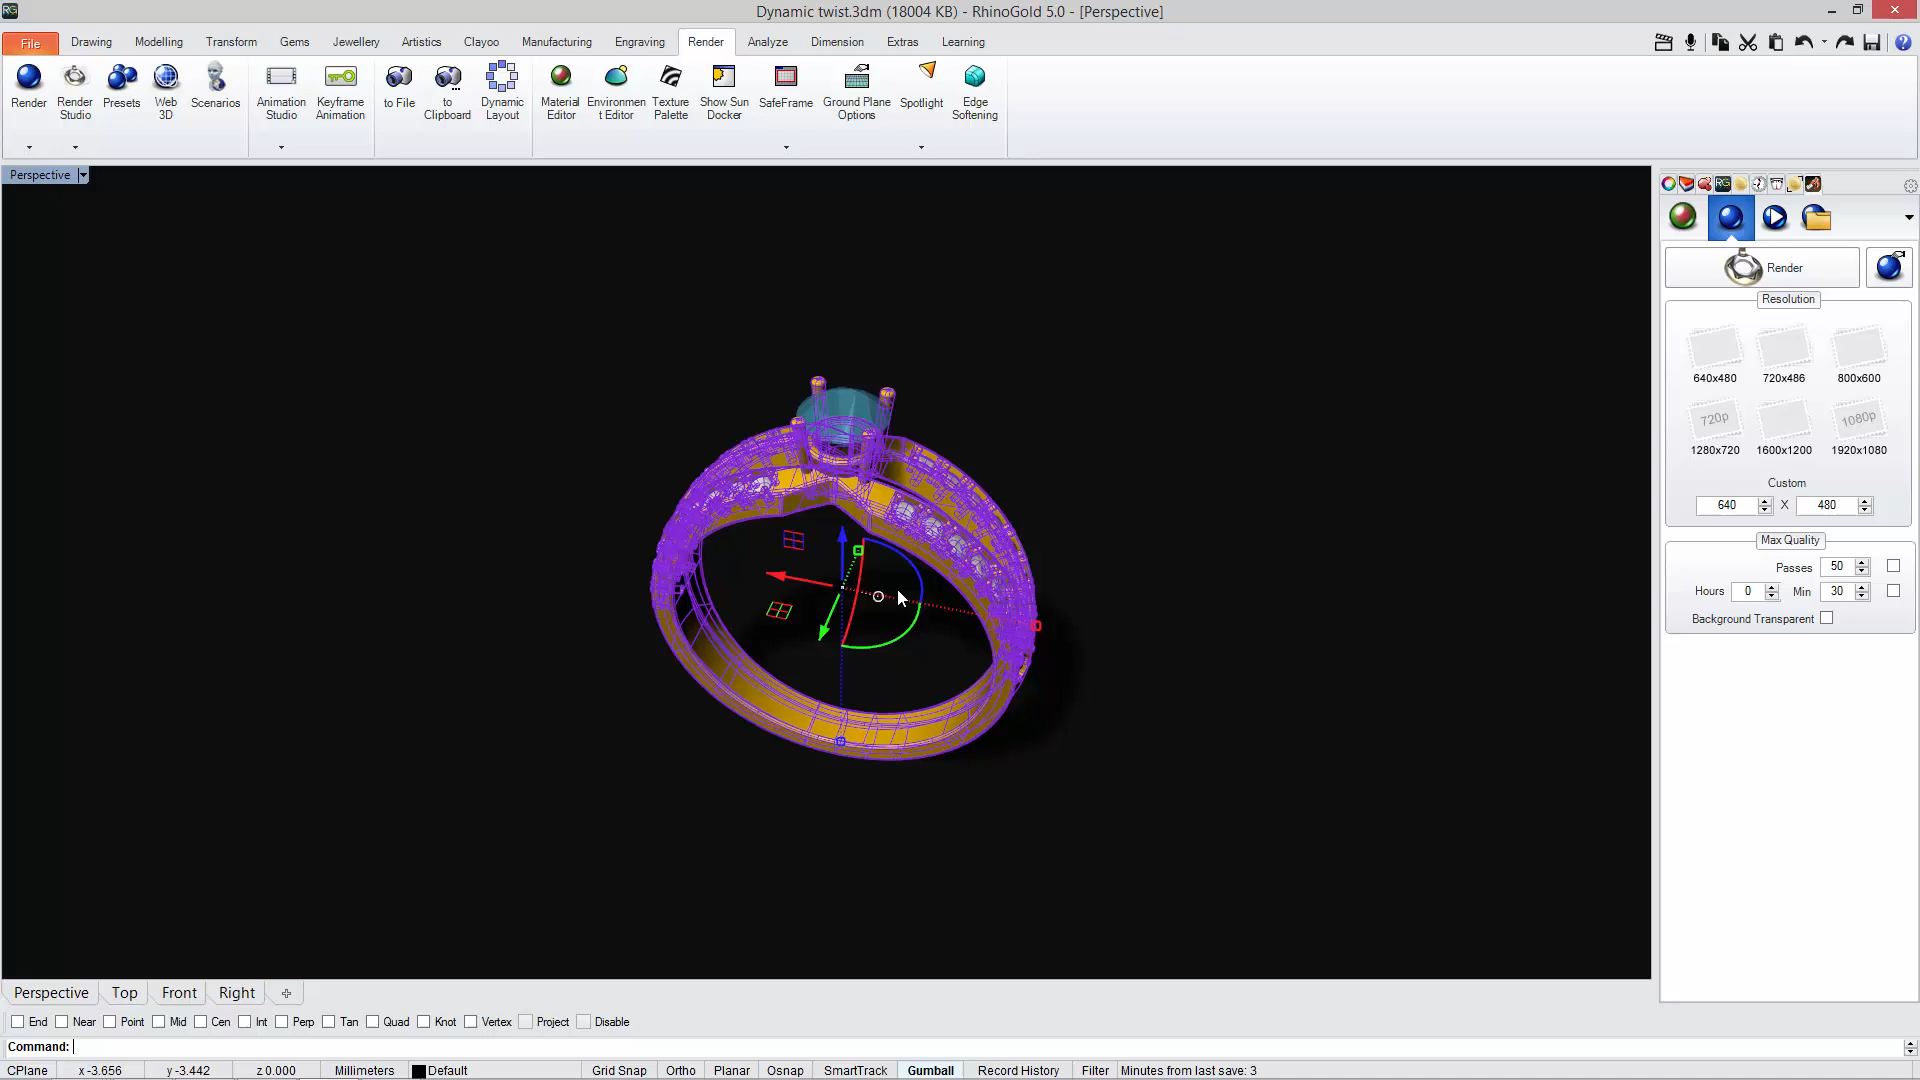 Dynamic twist.3dm (18004 KB) - RhinoGold 5.0 - [Perspective]
File Drawing Modelling Transform Gems Jewellery Artistics Clayoo Manufacturing Engraving Render Analyze Dimension Extras Learning
Render Render Studio Presets Web 3D Scenarios Animation Studio Keyframe Animation to File to Clipboard Dynamic Layout Material Editor Environmen t Editor Texture Palette Show Sun Docker SafeFrame Ground Plane Options Spotlight Edge Softening
Perspective
RG
Render
Resolution
640x480 720x486 800x600
720p 1080p
1280x720 1600x1200 1920x1080
Custom
640 X 480
Max Quality
Passes 50
Hours 0 Min 30
Background Transparent
Perspective Top Front Right
End Near Point Mid Cen Int Perp Tan Quad Knot Vertex Project Disable
Command:
CPlane x -3.656 y -3.442 z 0.000 Millimeters Default Grid Snap Ortho Planar Osnap SmartTrack Gumball Record History Filter Minutes from last save: 3